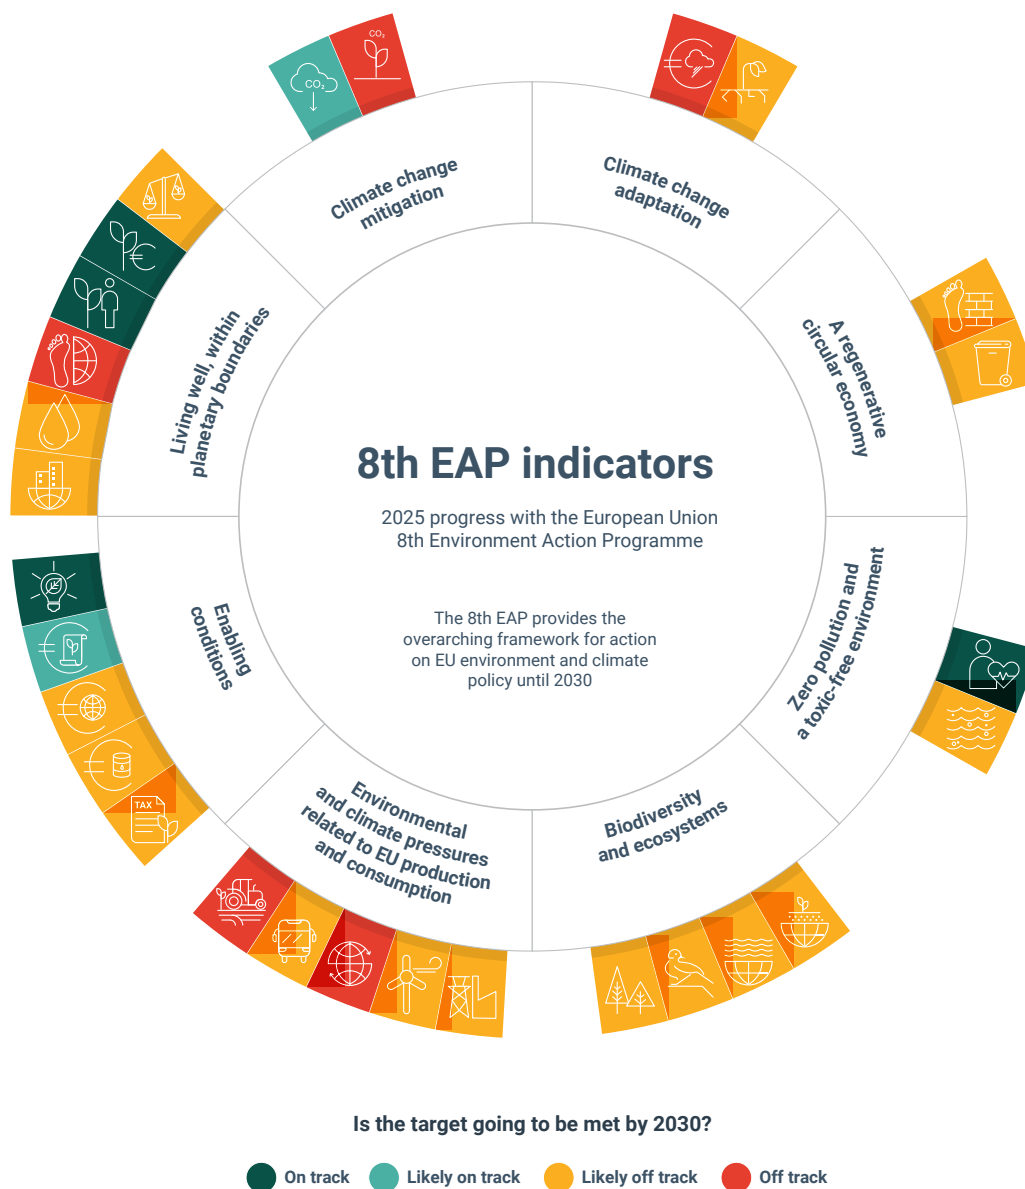 CO₂
CO₂
Climate change
mitigation
Climate change
adaptation
A regenerative
circular economy
Zero pollution and
a toxic-free environment
Biodiversity
and ecosystems
Environmental
and climate pressures
related to EU production
and consumption
TAX
Enabling
conditions
Living well, within
planetary boundaries
8th EAP indicators
2025 progress with the European Union
8th Environment Action Programme
The 8th EAP provides the
overarching framework for action
on EU environment and climate
policy until 2030
Is the target going to be met by 2030?
On track
Likely on track
Likely off track
Off track